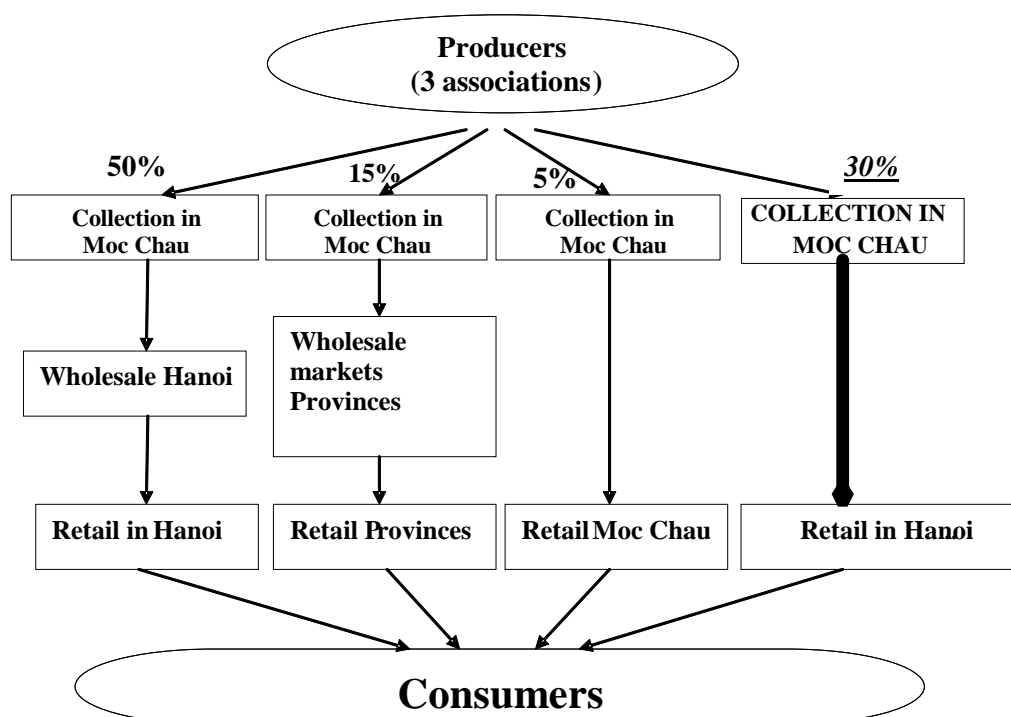 Producers
(3 associations)
50%
15%
5%
30%
Collection in
Moc Chau
Collection in
Moc Chau
Collection in
Moc Chau
COLLECTION IN
MOC CHAU
Wholesale Hanoi
Wholesale
markets
Provinces
Retail in Hanoi
Retail Provinces
Retail Moc Chau
Retail in Hanoi.
Consumers